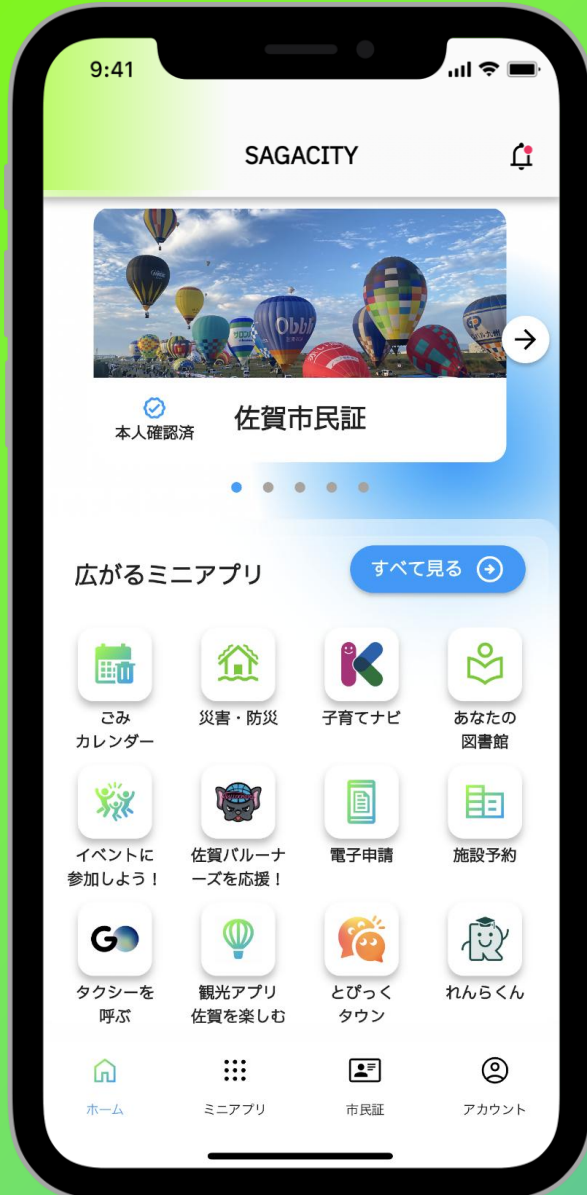 9:41
SAGACITY
Obbli
本人確認済
佐賀市民証
広がるミニアプリ
すべて見る
ごみ
カレンダー
災害・防災
子育てナビ
あなたの
図書館
イベントに
参加しよう！
佐賀バルーナ
ーズを応援！
電子申請
施設予約
GO
タクシーを
呼ぶ
観光アプリ
佐賀を楽しむ
とぴっく
タウン
れんらくん
ホーム
ミニアプリ
市民証
アカウント